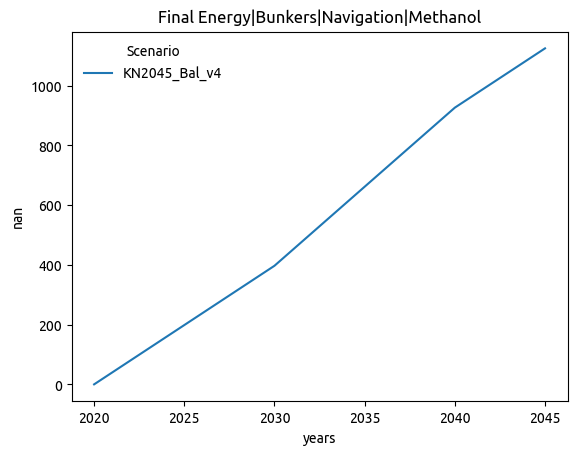 Final Energy|Bunkers|Navigation|Methanol
Scenario
KN2045_Bal_v4
1000
800
600
400
200
0
nan
2020 2025 2030 2035 2040 2045
years